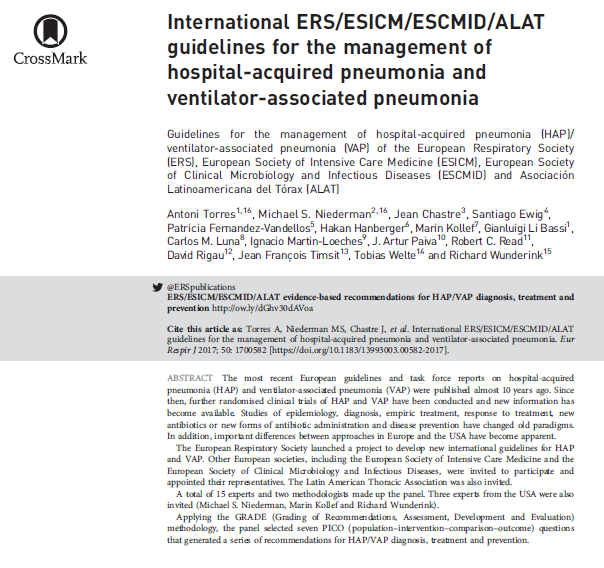 CrossMark
International ERS/ESICM/ESCMID/ALAT
guidelines for the management of
hospital-acquired pneumonia and
ventilator-associated pneumonia
Guidelines for the management of hospital-acquired pneumonia (HAP)/
ventilator-associated pneumonia (VAP) of the European Respiratory Society
(ERS), European Society of Intensive Care Medicine (ESICM), European Society
of Clinical Microbiology and Infectious Diseases (ESCMID) and Asociación
Latinoamericana del Tórax (ALAT)
Antoni Torres1,16, Michael S. Niederman2,16, Jean Chastre3, Santiago Ewig4,
Patricia Fernandez-Vandellos5, Hakan Hanberger6, Marin Kollef7, Gianluigi Li Bassi1,
Carlos M. Luna8, Ignacio Martin-Loeches9, J. Artur Paiva10, Robert C. Read11,
David Rigau12, Jean François Timsit13, Tobias Welte14 and Richard Wunderink15
@ERSpublications
ERS/ESICM/ESCMID/ALAT evidence-based recommendations for HAP/VAP diagnosis, treatment and
prevention http://ow.ly/dGhv30dAVoa
Cite this article as: Torres A, Niederman MS, Chastre J, et al. International ERS/ESICM/ESCMID/ALAT
guidelines for the management of hospital-acquired pneumonia and ventilator-associated pneumonia. Eur
Respir J 2017; 50: 1700582 [https://doi.org/10.1183/13993003.00582-2017].
ABSTRACT The most recent European guidelines and task force reports on hospital-acquired
pneumonia (HAP) and ventilator-associated pneumonia (VAP) were published almost 10 years ago. Since
then, further randomised clinical trials of HAP and VAP have been conducted and new information has
become available. Studies of epidemiology, diagnosis, empiric treatment, response to treatment, new
antibiotics or new forms of antibiotic administration and disease prevention have changed old paradigms.
In addition, important differences between approaches in Europe and the USA have become apparent.
The European Respiratory Society launched a project to develop new international guidelines for HAP
and VAP. Other European societies, including the European Society of Intensive Care Medicine and the
European Society of Clinical Microbiology and Infectious Diseases, were invited to participate and
appointed their representatives. The Latin American Thoracic Association was also invited.
A total of 15 experts and two methodologists made up the panel. Three experts from the USA were also
invited (Michael S. Niederman, Marin Kollef and Richard Wunderink).
Applying the GRADE (Grading of Recommendations, Assessment, Development and Evaluation)
methodology, the panel selected seven PICO (population–intervention–comparison–outcome) questions
that generated a series of recommendations for HAP/VAP diagnosis, treatment and prevention.